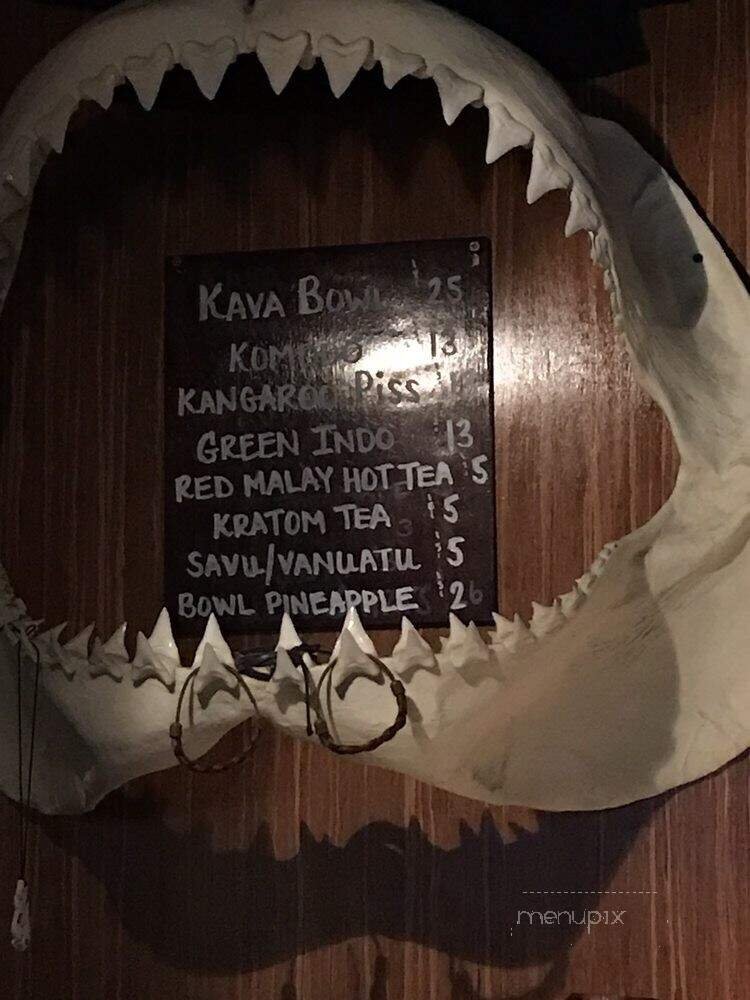 KAVA BOWL 25
KOMODO 13
KANGAROO PISS
GREEN INDO 13
RED MALAY HOT TEA 5
KRATOM TEA 5
SAVU/VANUATU 5
BOWL PINEAPPLE 26
menupix